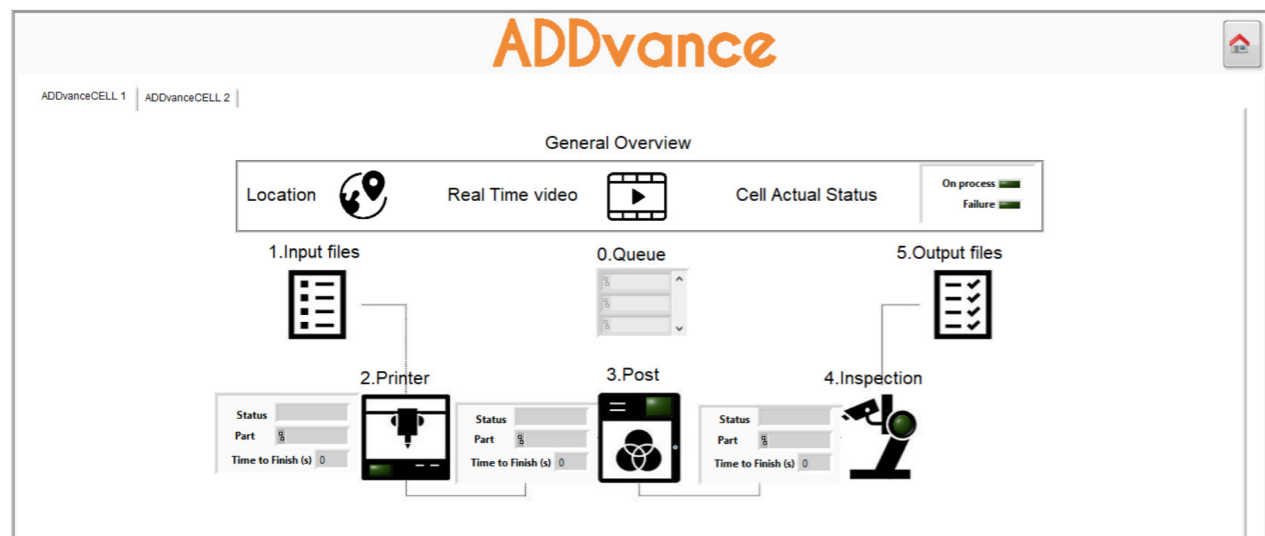 ADDvance
ADDvanceCELL 1
ADDvanceCELL 2
General Overview
Location
Real Time video
Cell Actual Status
On process
Failure
1.Input files
0.Queue
5.Output files
2.Printer
3.Post
4.Inspection
Status
Part
Time to Finish (s) 0
Status
Part
Time to Finish (s) 0
Status
Part
Time to Finish (s) 0